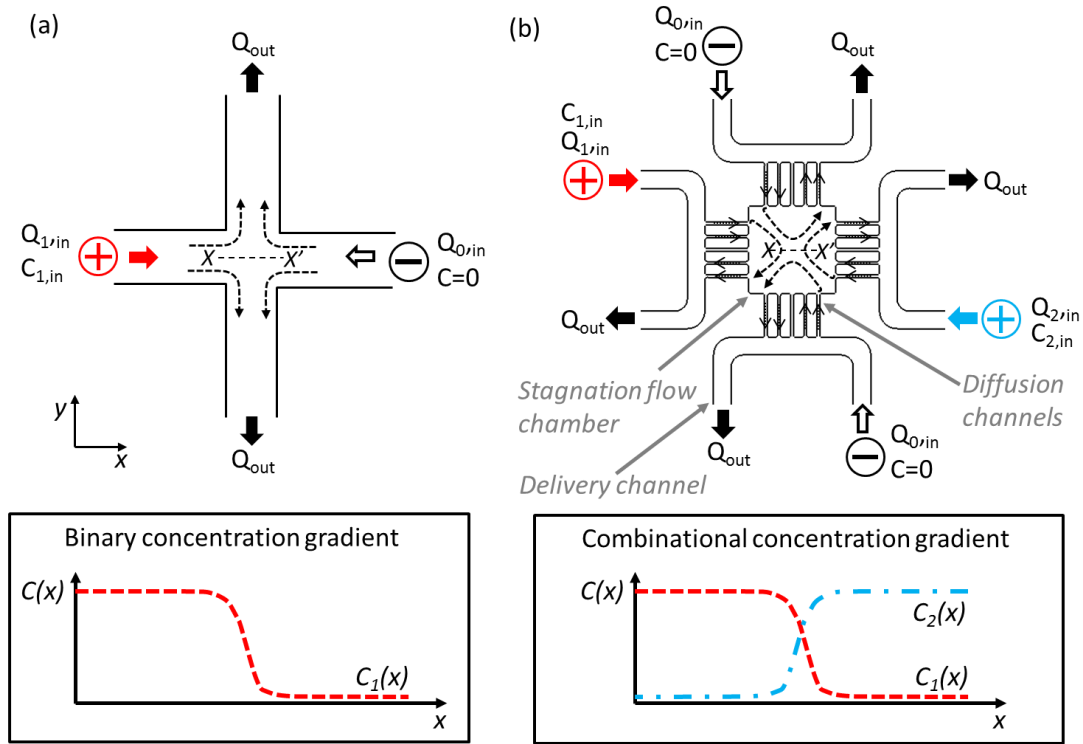 (a)
Q_out
Q_1,in
C_1,in
+
X
X'
−
Q_0,in
C=0
y
x
Q_out
Binary concentration gradient
C(x)
C_1(x)
x
(b)
Q_0,in
C=0
−
Q_out
C_1,in
Q_1,in
+
Q_out
X
X'
Q_out
+
Q_2,in
C_2,in
Stagnation flow
chamber
Diffusion
channels
Q_out
Q_0,in
C=0
−
Delivery channel
Combinational concentration gradient
C(x)
C_2(x)
C_1(x)
x